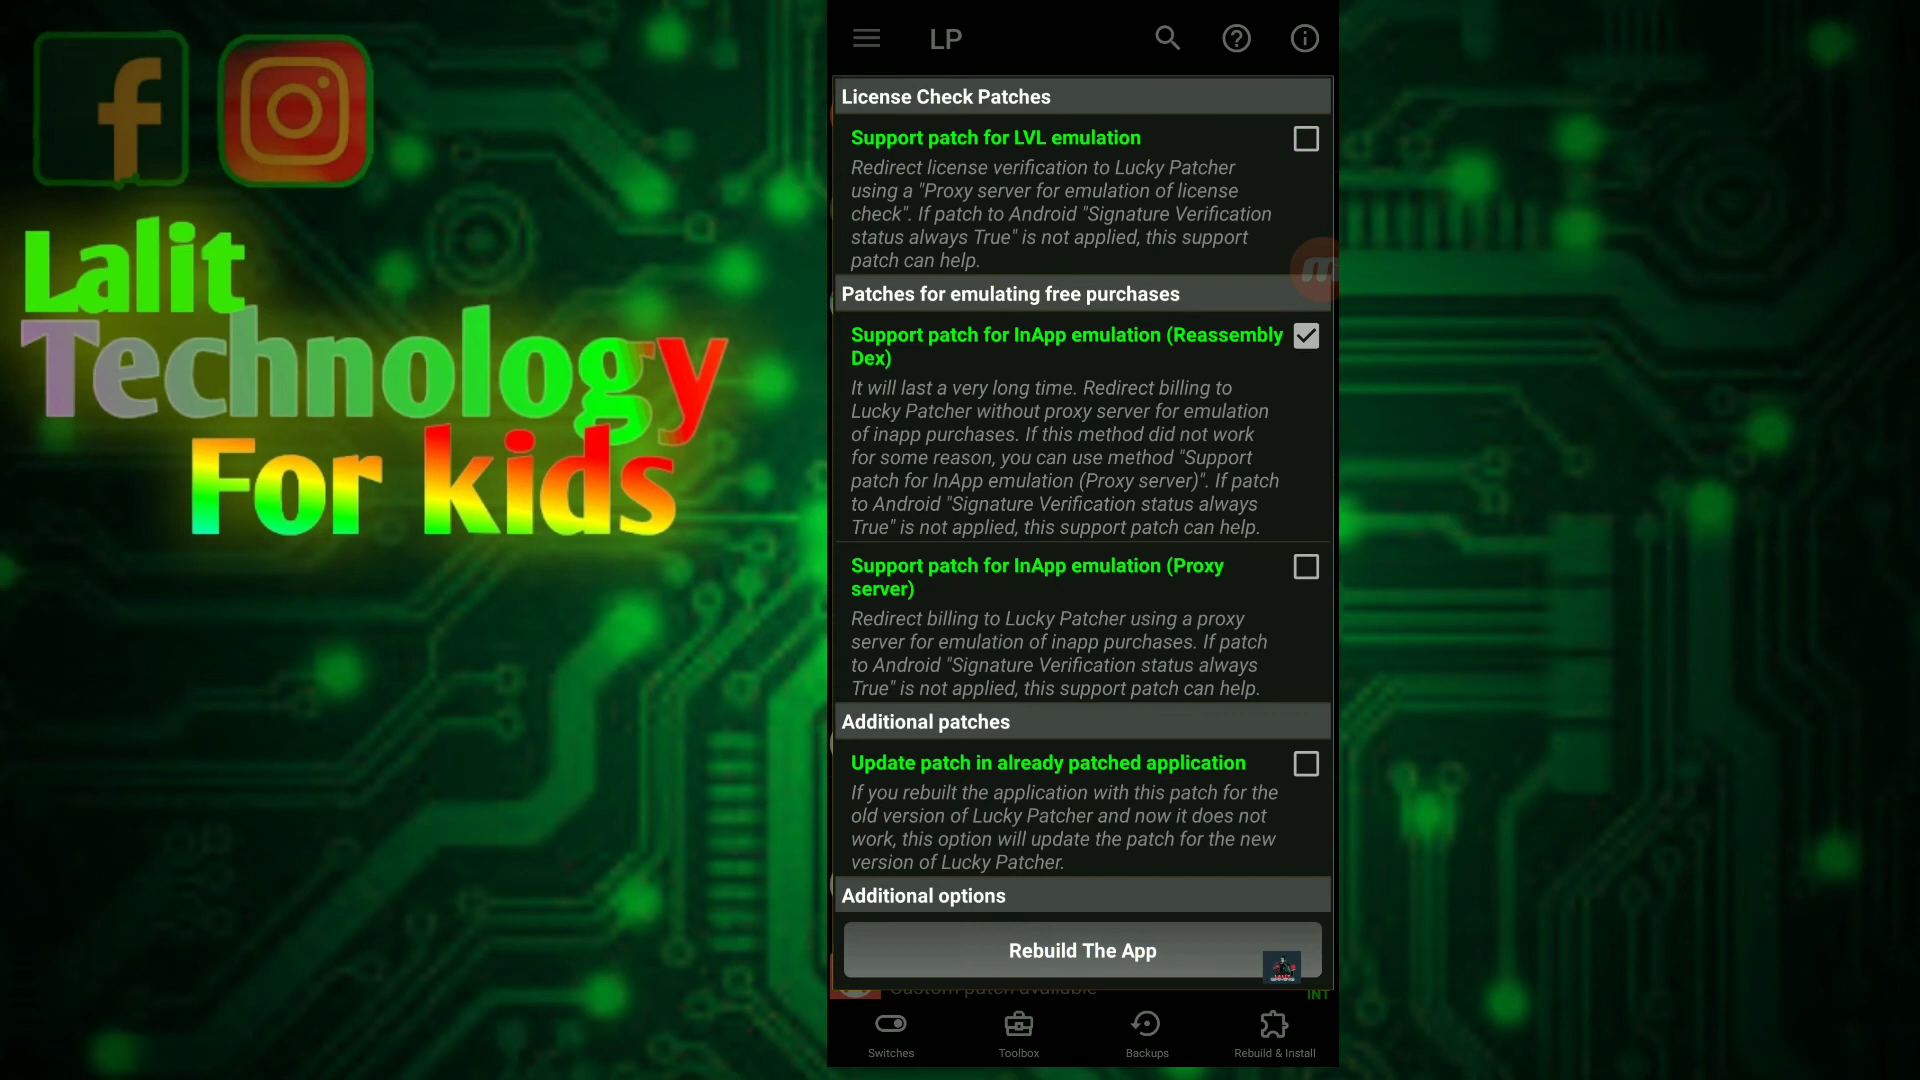 Lalit
Technology
For kids
LP
License Check Patches
Support patch for LVL emulation
Redirect license verification to Lucky Patcher
using a "Proxy server for emulation of license
check". If patch to Android "Signature Verification
status always True" is not applied, this support
patch can help.
Patches for emulating free purchases
Support patch for InApp emulation (Reassembly
Dex)
It will last a very long time. Redirect billing to
Lucky Patcher without proxy server for emulation
of inapp purchases. If this method did not work
for some reason, you can use method "Support
patch for InApp emulation (Proxy server)". If patch
to Android "Signature Verification status always
True" is not applied, this support patch can help.
Support patch for InApp emulation (Proxy
server)
Redirect billing to Lucky Patcher using a proxy
server for emulation of inapp purchases. If patch
to Android "Signature Verification status always
True" is not applied, this support patch can help.
Additional patches
Update patch in already patched application
If you rebuilt the application with this patch for the
old version of Lucky Patcher and now it does not
work, this option will update the patch for the new
version of Lucky Patcher.
Additional options
Rebuild The App
Custom patch available
INT
Switches
Toolbox
Backups
Rebuild & Install